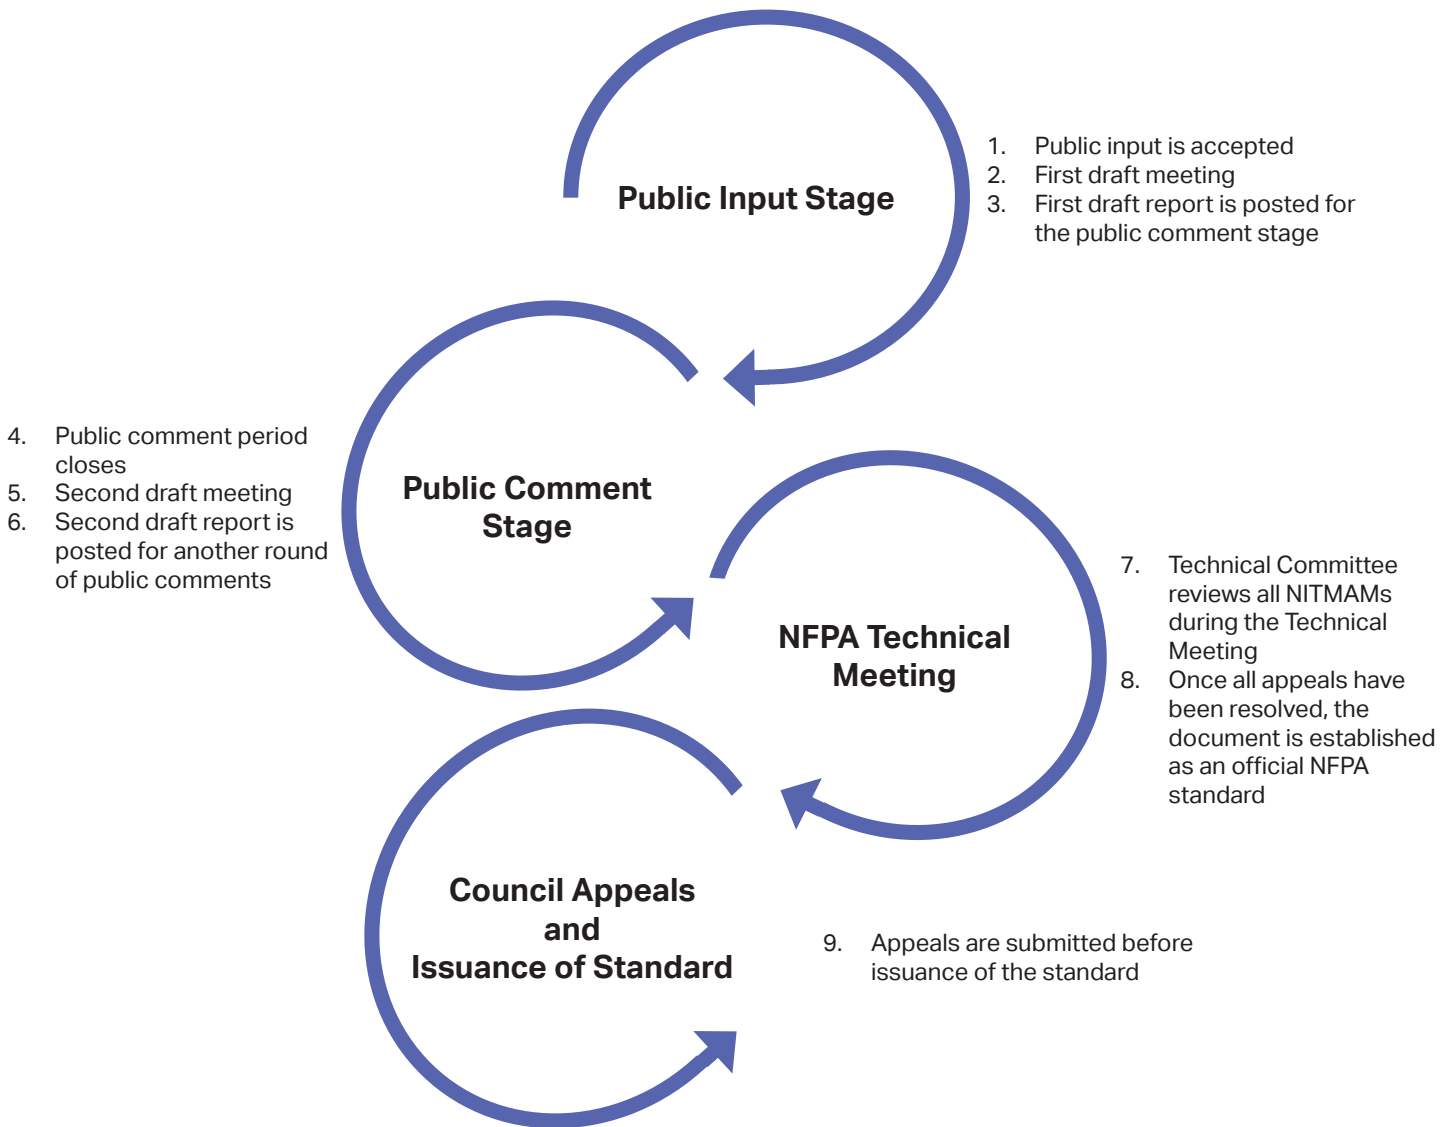 Public Input Stage
1. Public input is accepted
2. First draft meeting
3. First draft report is posted for
the public comment stage
4. Public comment period
closes
5. Second draft meeting
6. Second draft report is
posted for another round
of public comments
Public Comment
Stage
NFPA Technical
Meeting
7. Technical Committee
reviews all NITMAMs
during the Technical
Meeting
8. Once all appeals have
been resolved, the
document is established
as an official NFPA
standard
Council Appeals
and
Issuance of Standard
9. Appeals are submitted before
issuance of the standard